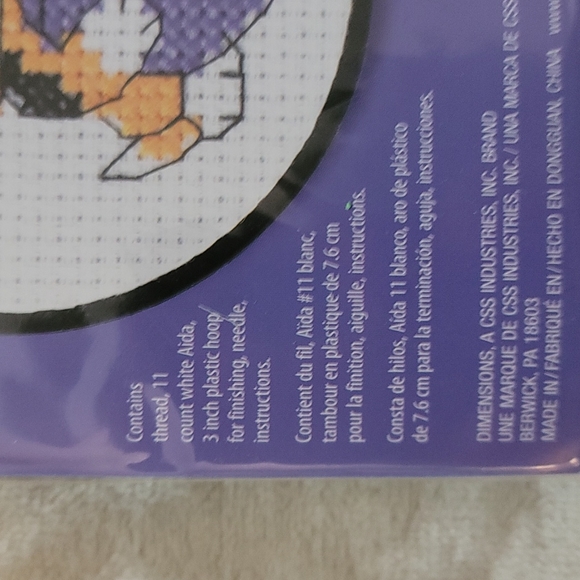 Contains
thread, 11
count white Aida,
3 inch plastic hoop/
for finishing, needle,
instructions.
Contient du fil, Aïda #11 blanc,
tambour en plastique de 7.6 cm
pour la finition, aiguille, instructions.
Consta de hilos, Aida 11 blanco, aro de plástico
de 7.6 cm para la terminación, aguja, instrucciones.
DIMENSIONS, A CSS INDUSTRIES, INC. BRAND
UNE MARQUE DE CSS INDUSTRIES, INC./ UNA MARCA DE CSS
BERWICK, PA 18603
MADE IN / FABRIQUÉ EN / HECHO EN DONGGUAN, CHINA www